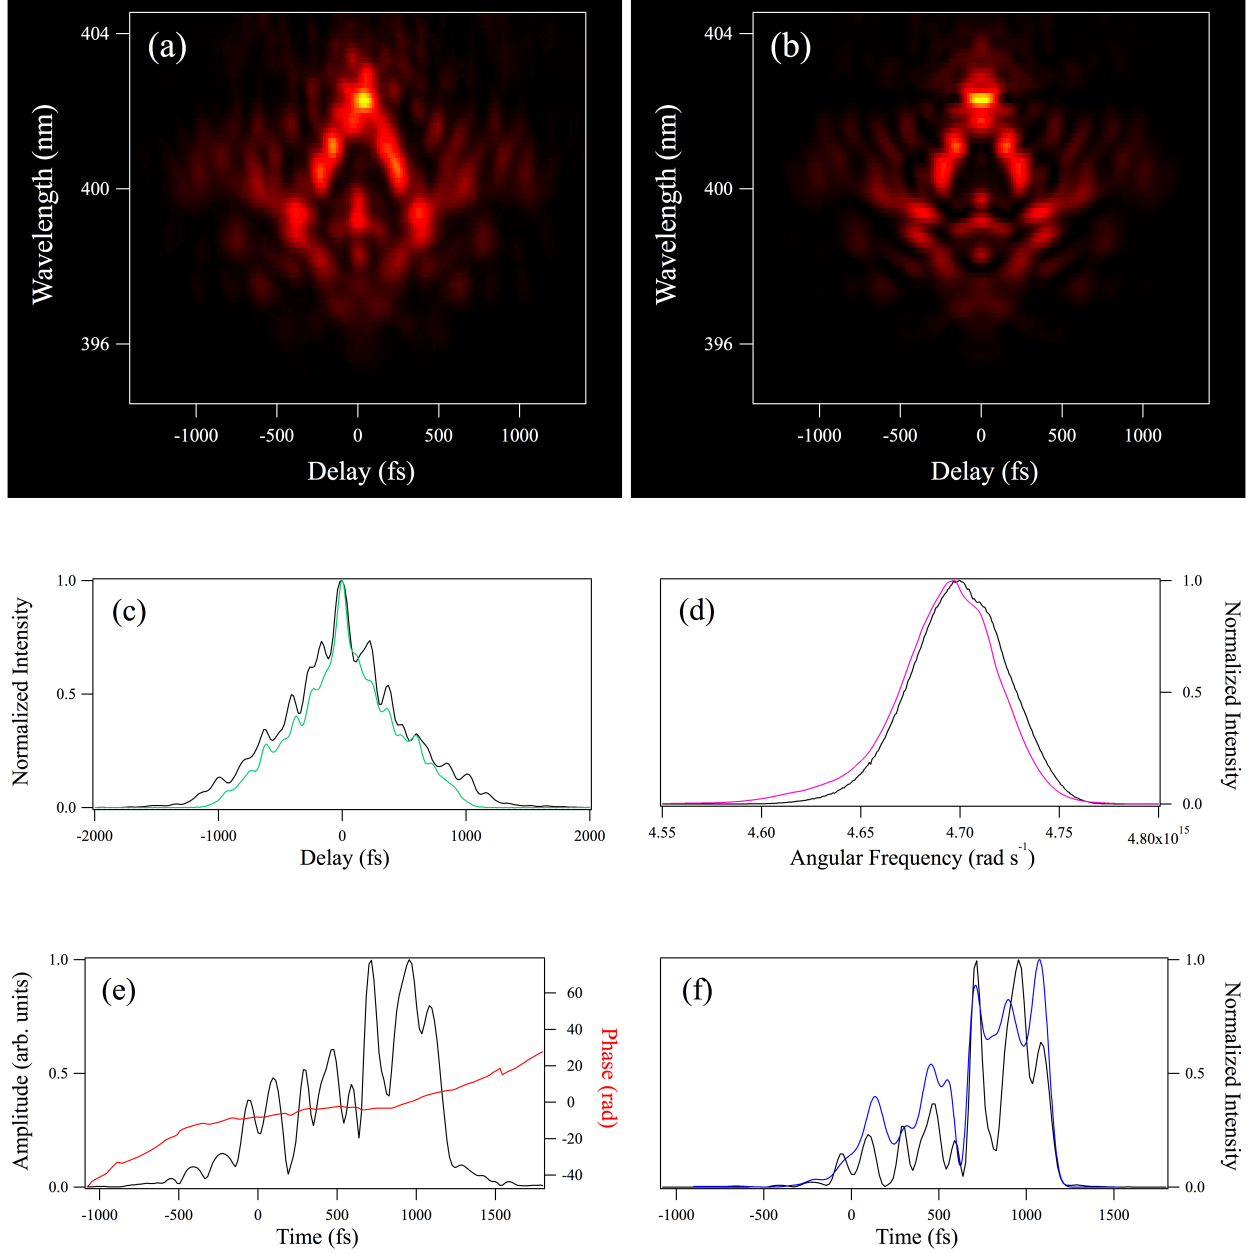 (a)
404
400
396
Wavelength (nm)
-1000 -500 0 500 1000
Delay (fs)
(b)
404
400
396
Wavelength (nm)
-1000 -500 0 500 1000
Delay (fs)
(c)
1.0
0.5
0.0
Normalized Intensity
-2000 -1000 0 1000 2000
Delay (fs)
(d)
1.0
0.5
0.0
Normalized Intensity
4.55 4.60 4.65 4.70 4.75 4.80x10¹⁵
Angular Frequency (rad s⁻¹)
(e)
1.0
0.5
0.0
Amplitude (arb. units)
60
40
20
0
-20
-40
Phase (rad)
-1000 -500 0 500 1000 1500
Time (fs)
(f)
1.0
0.5
0.0
Normalized Intensity
-1000 -500 0 500 1000 1500
Time (fs)